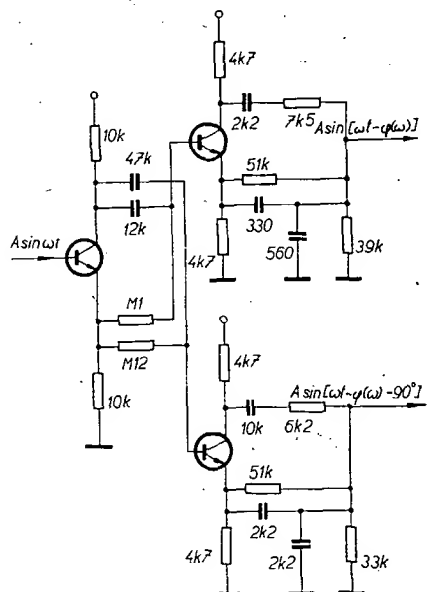 4k7
10k
2k2
7k5
Asin[ωt-φ(ω)]
47k
12k
51k
330
560
39k
4k7
Asinωt
M1
M12
4k7
10k
Asin[ωt-φ(ω)-90°]
10k
6k2
51k
2k2
2k2
4k7
33k